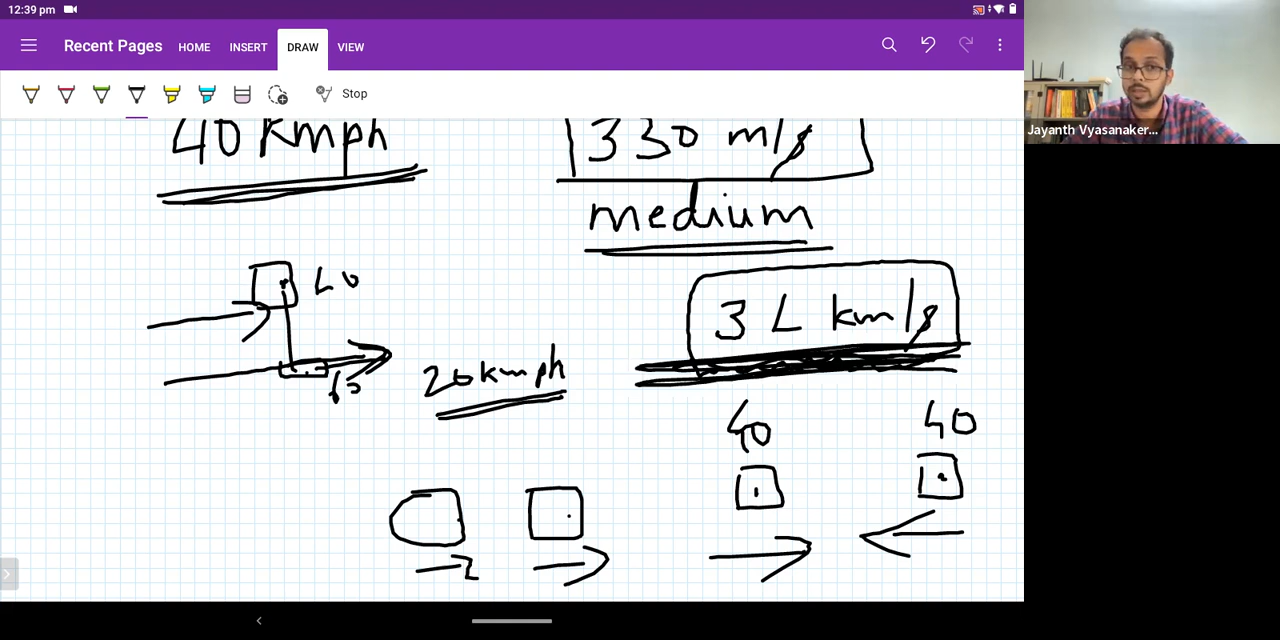 12:39 pm
Recent Pages HOME INSERT DRAW VIEW
Stop
Jayanth Vyasanaker...
40 Kmph
330 m/s
medium
3 L km/s
20 kmph
40 40